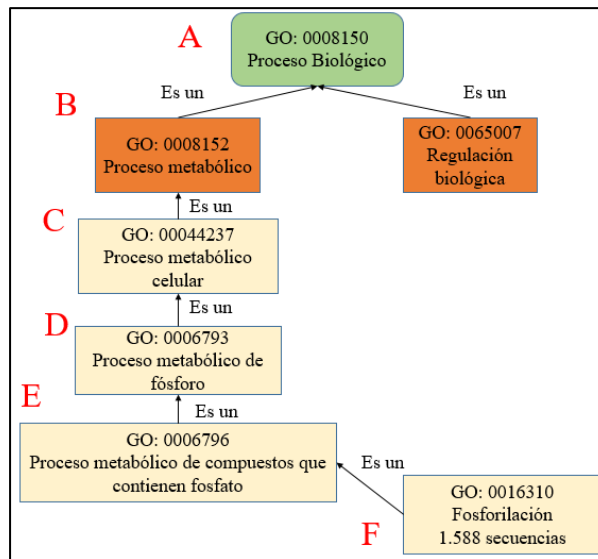 A
GO: 0008150
Proceso Biológico
Es un
Es un
B
GO: 0008152
Proceso metabólico
GO: 0065007
Regulación
biológica
Es un
C
GO: 00044237
Proceso metabólico
celular
Es un
D
GO: 0006793
Proceso metabólico de
fósforo
Es un
E
GO: 0006796
Proceso metabólico de compuestos que
contienen fosfato
Es un
F
GO: 0016310
Fosforilación
1.588 secuencias